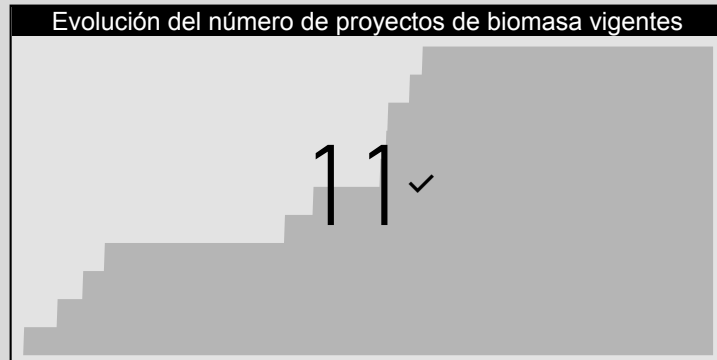 Evolución del número de proyectos de biomasa vigentes
11✓